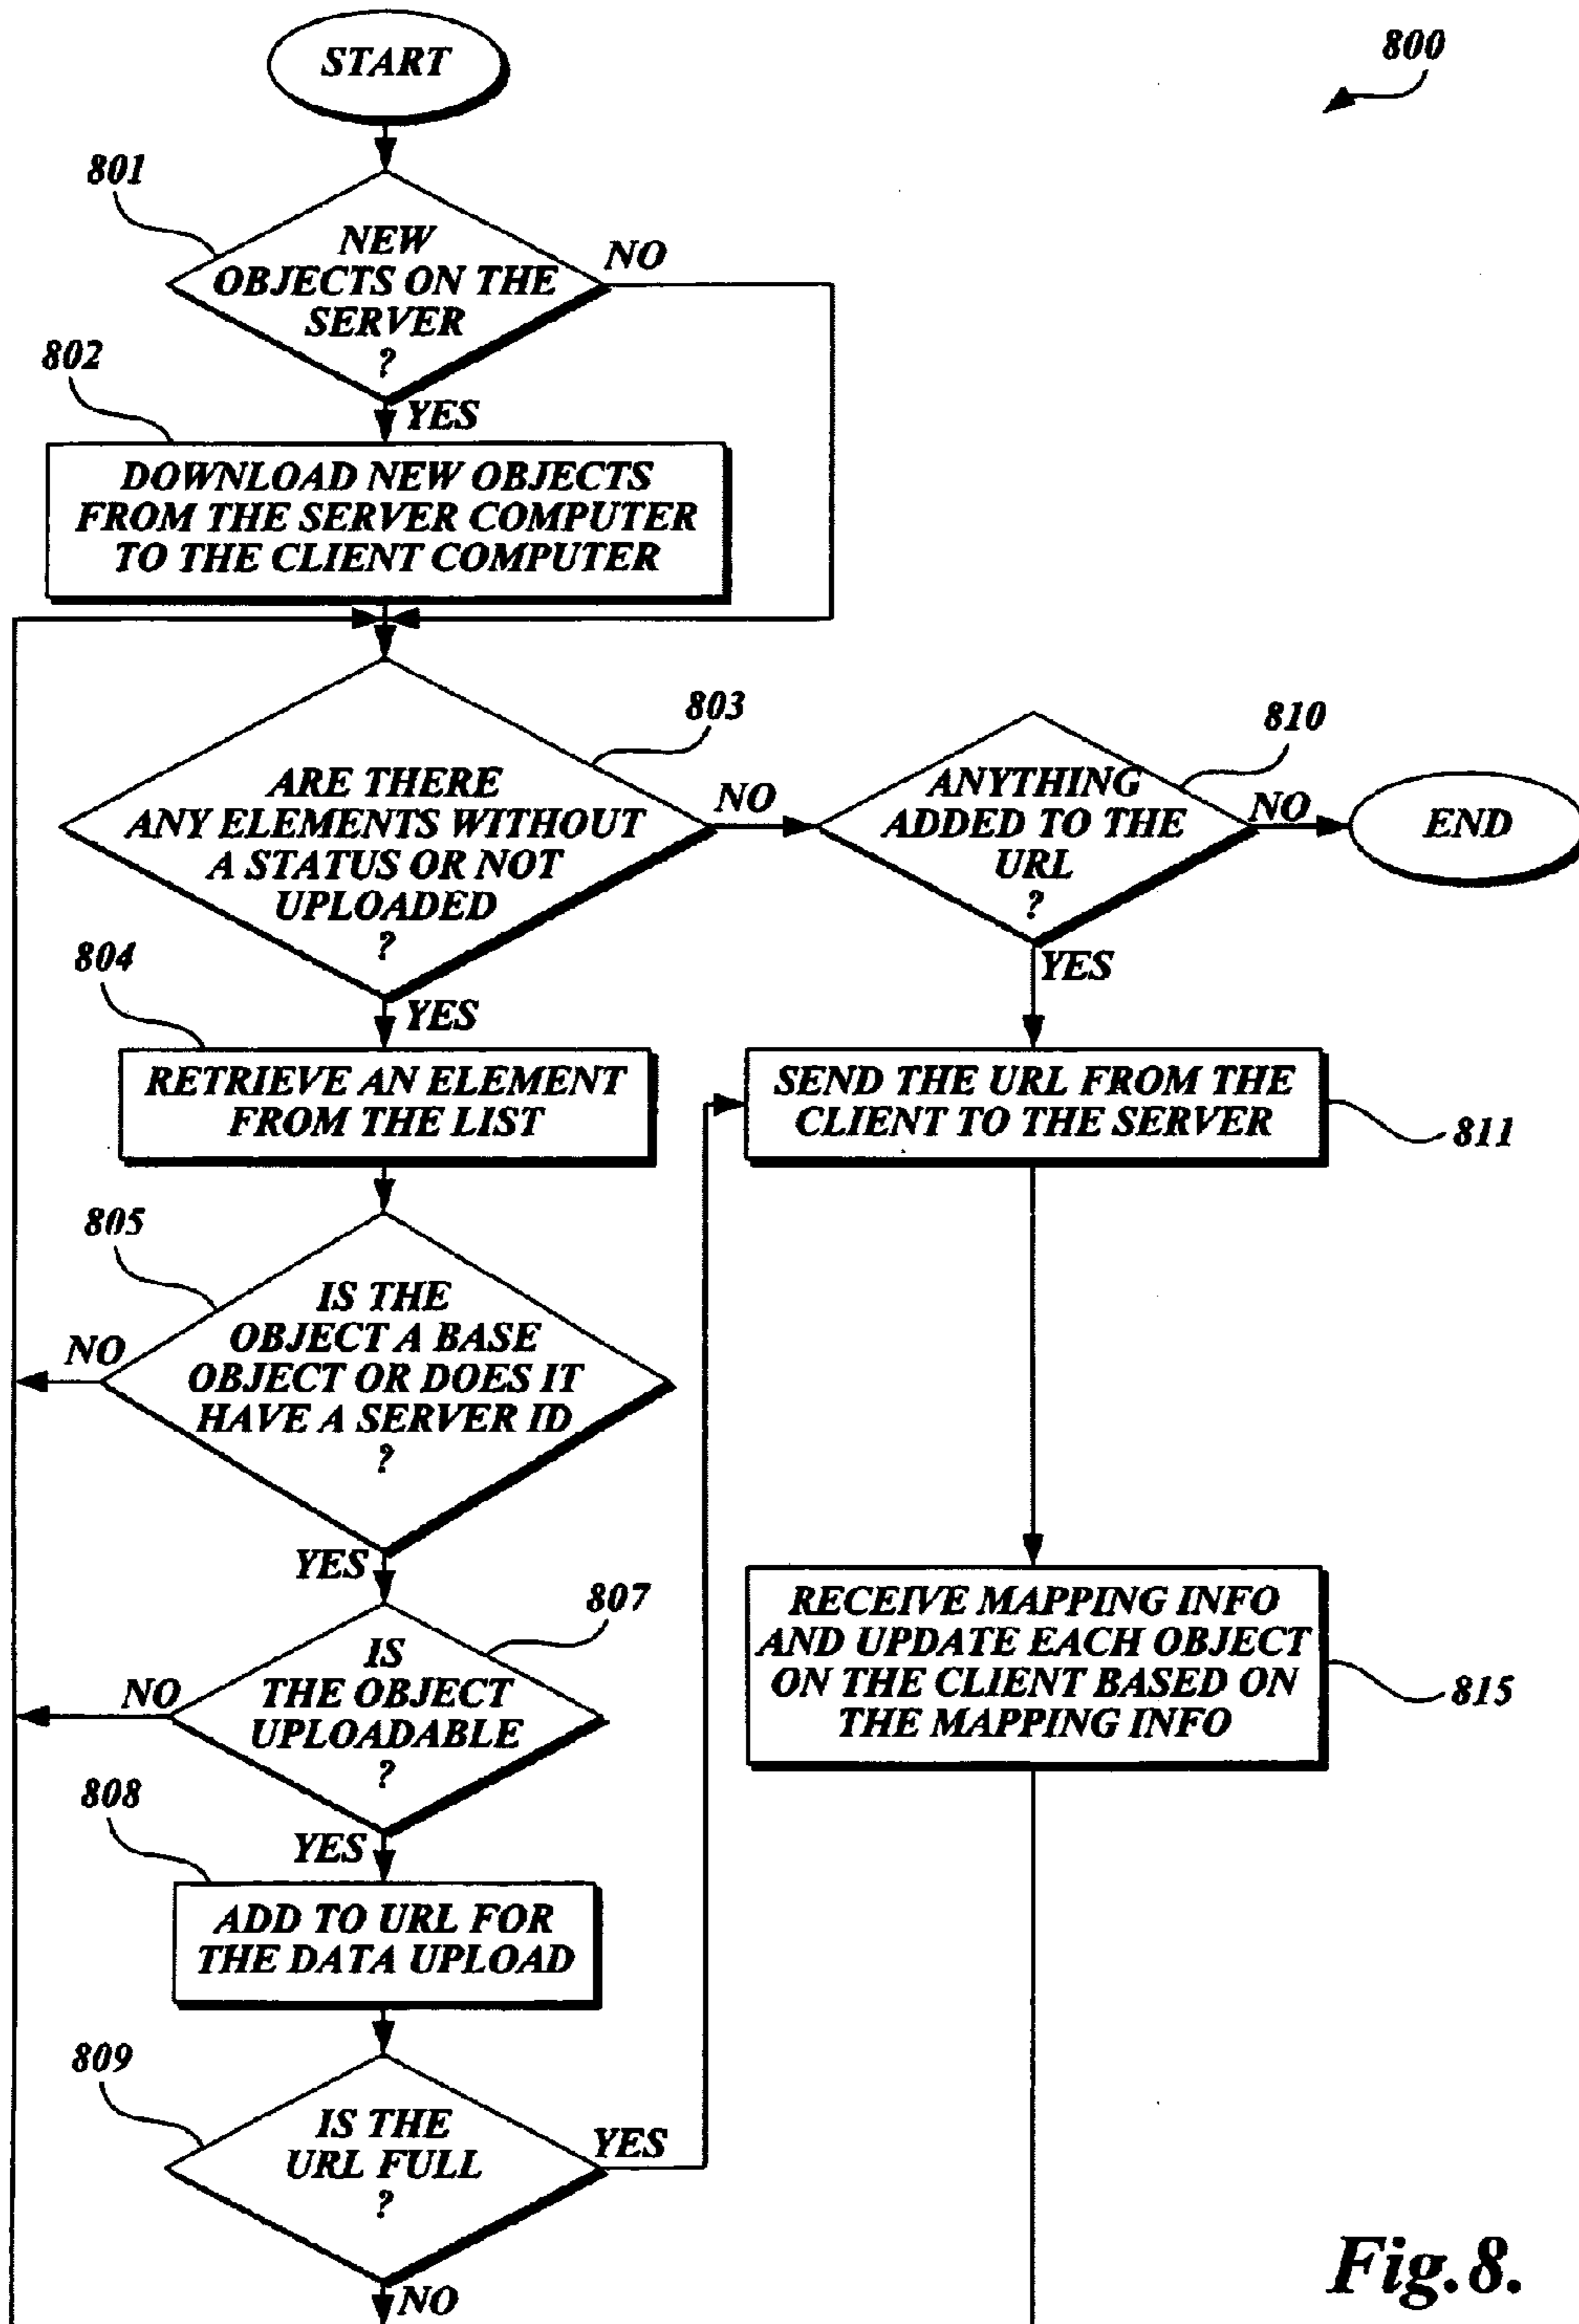 START
800
801
NEW
OBJECTS ON THE
SERVER
?
NO
802
YES
DOWNLOAD NEW OBJECTS
FROM THE SERVER COMPUTER
TO THE CLIENT COMPUTER
803
ARE THERE
ANY ELEMENTS WITHOUT
A STATUS OR NOT
UPLOADED
?
NO
810
ANYTHING
ADDED TO THE
URL
?
NO
END
804
YES
YES
RETRIEVE AN ELEMENT
FROM THE LIST
SEND THE URL FROM THE
CLIENT TO THE SERVER
811
805
IS THE
OBJECT A BASE
OBJECT OR DOES IT
HAVE A SERVER ID
?
NO
YES
807
IS
THE OBJECT
UPLOADABLE
?
NO
RECEIVE MAPPING INFO
AND UPDATE EACH OBJECT
ON THE CLIENT BASED ON
THE MAPPING INFO
815
808
YES
ADD TO URL FOR
THE DATA UPLOAD
809
IS THE
URL FULL
?
YES
NO
Fig.8.